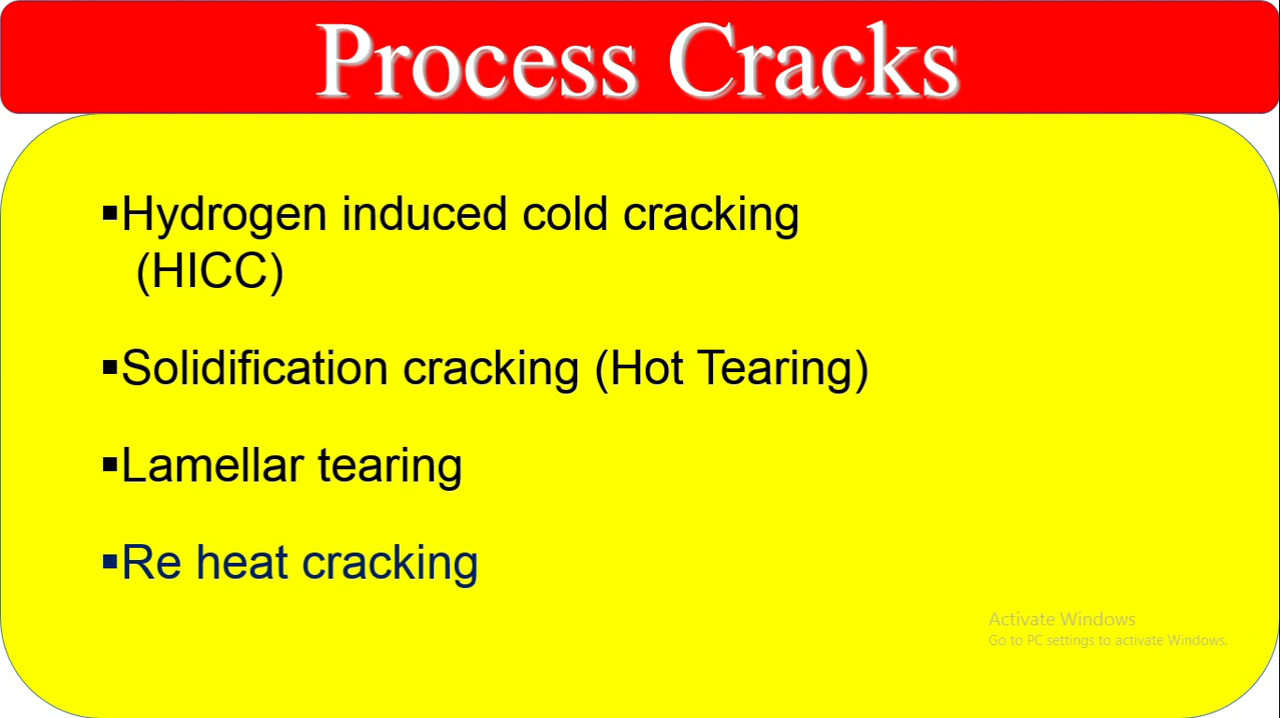 Process Cracks
▪Hydrogen induced cold cracking
(HICC)
▪Solidification cracking (Hot Tearing)
▪Lamellar tearing
▪Re heat cracking
Activate Windows
Go to PC settings to activate Windows.